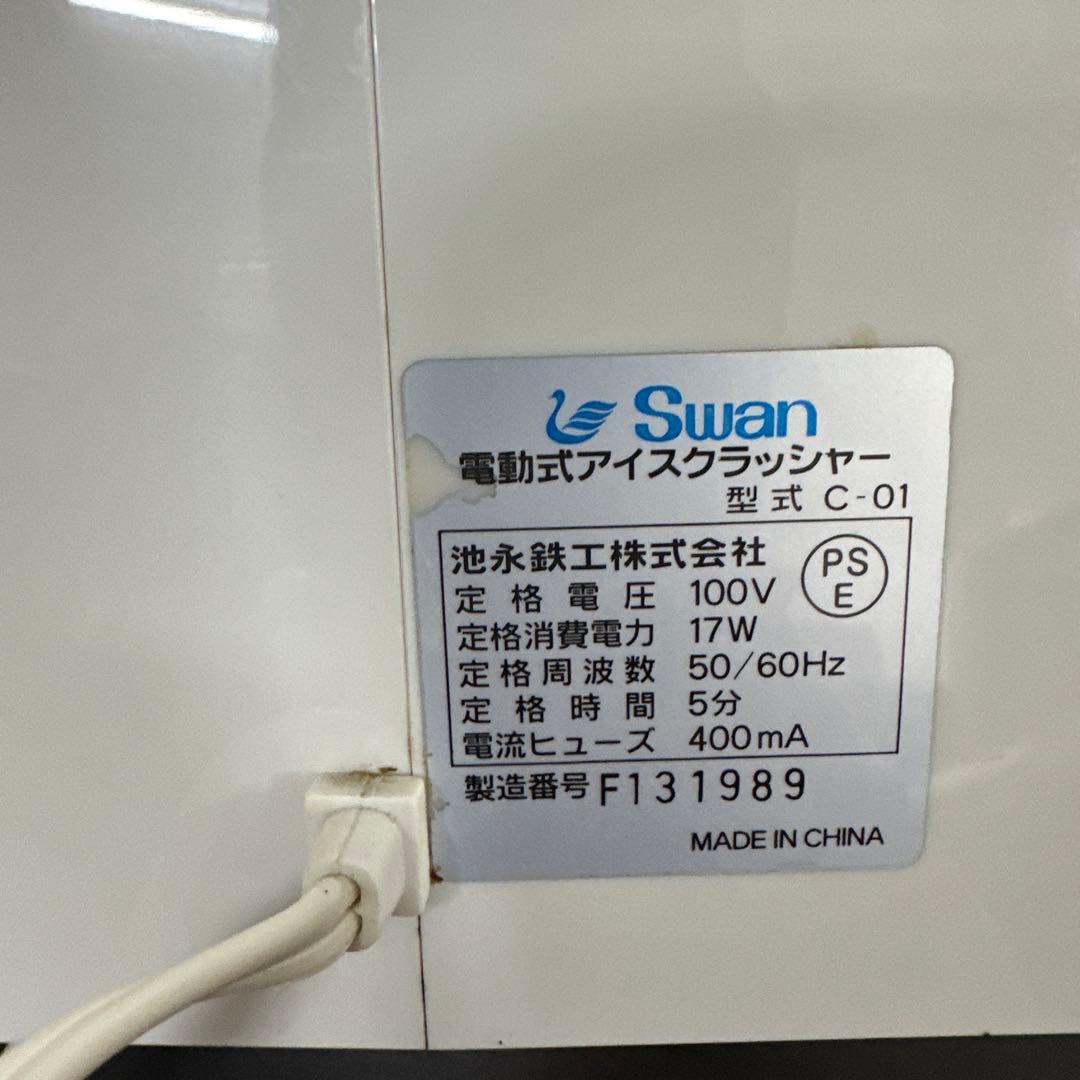 Swan
電動式アイスクラッシャー
型式 C-01
池永鉄工株式会社
PS
E
定格電圧 100V
定格消費電力 17W
定格周波数 50/60Hz
定格時間 5分
電流ヒューズ 400mA
製造番号 F131989
MADE IN CHINA